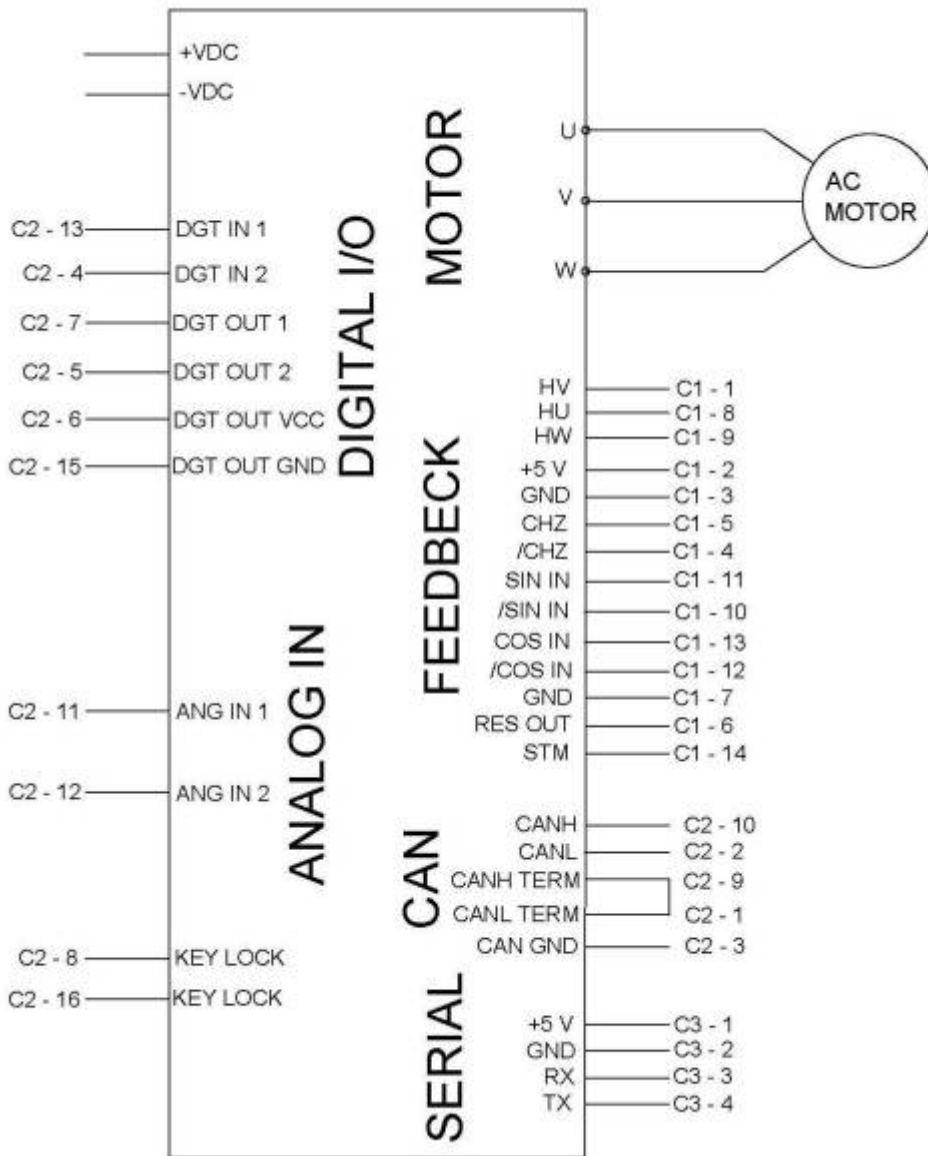 +VDC
-VDC
C2 - 13 DGT IN 1
C2 - 4 DGT IN 2
C2 - 7 DGT OUT 1
C2 - 5 DGT OUT 2
C2 - 6 DGT OUT VCC
C2 - 15 DGT OUT GND
DIGITAL I/O
C2 - 11 ANG IN 1
C2 - 12 ANG IN 2
ANALOG IN
C2 - 8 KEY LOCK
C2 - 16 KEY LOCK
MOTOR
U
V
W
AC
MOTOR
FEEDBECK
HV C1 - 1
HU C1 - 8
HW C1 - 9
+5 V C1 - 2
GND C1 - 3
CHZ C1 - 5
/CHZ C1 - 4
SIN IN C1 - 11
/SIN IN C1 - 10
COS IN C1 - 13
/COS IN C1 - 12
GND C1 - 7
RES OUT C1 - 6
STM C1 - 14
CAN
CANH C2 - 10
CANL C2 - 2
CANH TERM C2 - 9
CANL TERM C2 - 1
CAN GND C2 - 3
SERIAL
+5 V C3 - 1
GND C3 - 2
RX C3 - 3
TX C3 - 4